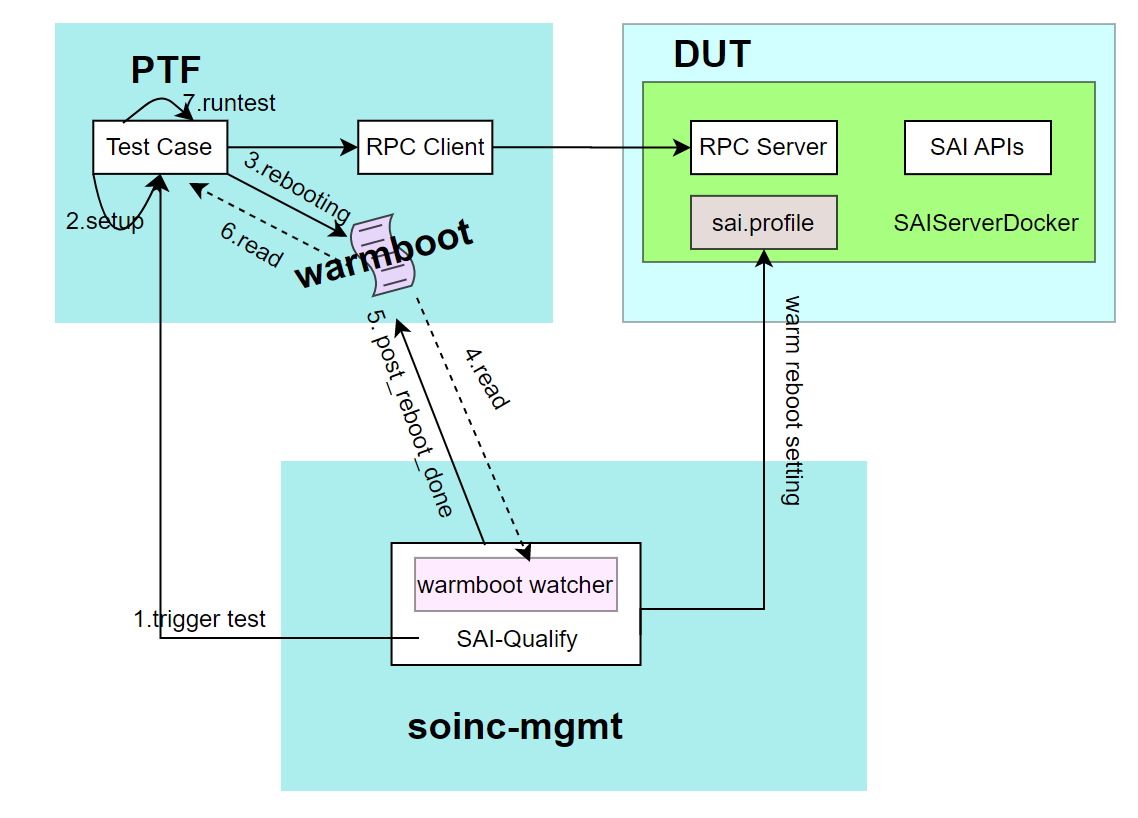 PTF
DUT
7.runtest
Test Case
RPC Client
RPC Server
SAI APIs
3.rebooting
2.setup
6.read
warmboot
sai.profile
SAIServerDocker
5. post_reboot_done
4.read
warm reboot setting
warmboot watcher
1.trigger test
SAI-Qualify
soinc-mgmt